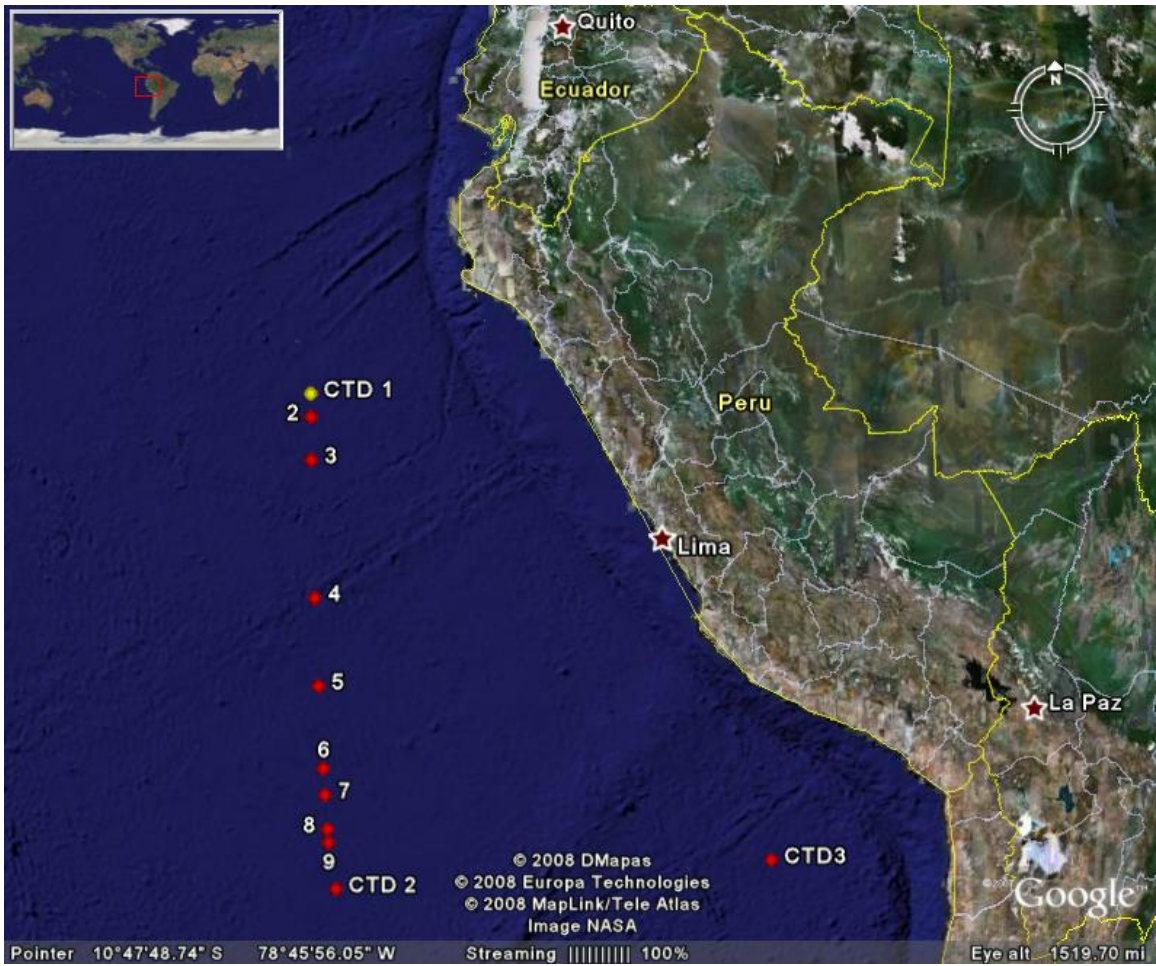 Quito
Ecuador
N
CTD 1
2
3
Peru
Lima
4
5
La Paz
6
7
8
9
CTD3
CTD 2
© 2008 DMapas
© 2008 Europa Technologies
© 2008 MapLink/Tele Atlas
Image NASA
Google™
Pointer 10°47'48.74" S 78°45'56.05" W Streaming |||||||||| 100% Eye alt 1519.70 mi